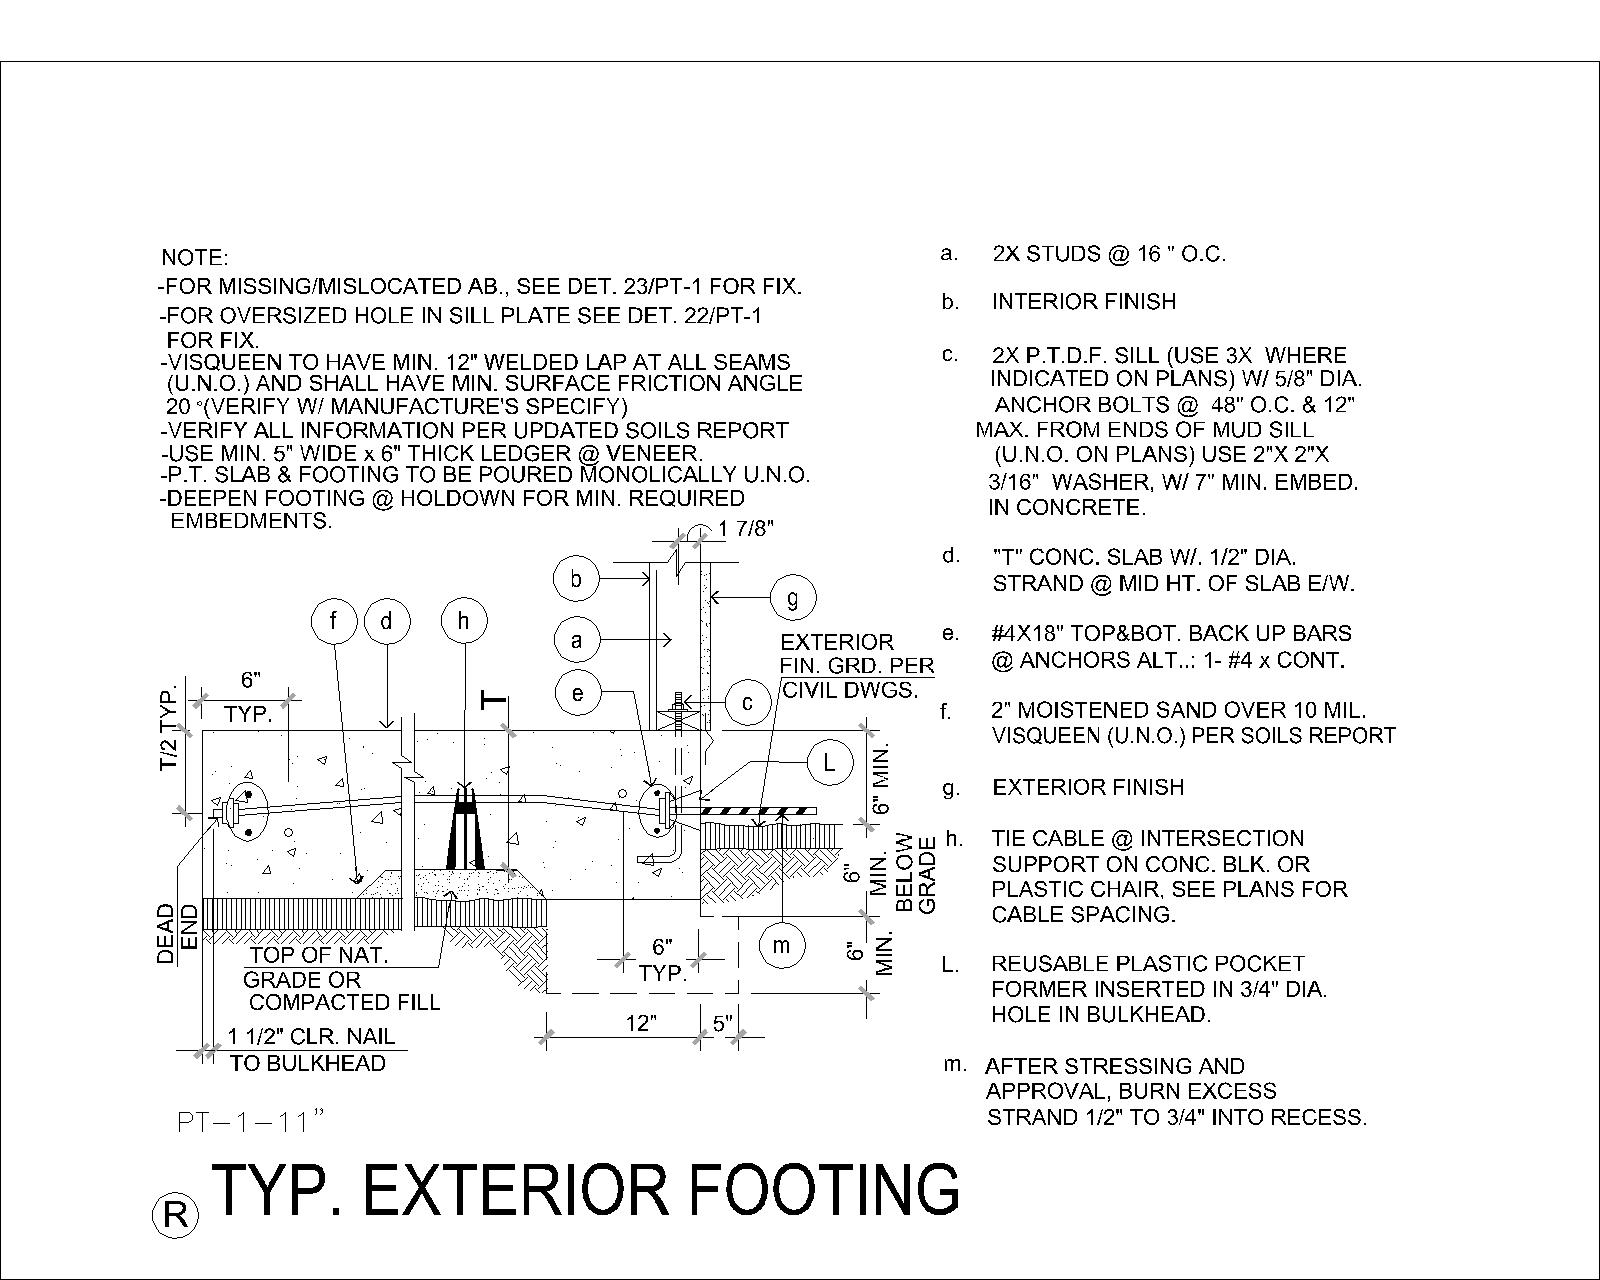 NOTE:
-FOR MISSING/MISLOCATED AB., SEE DET. 23/PT-1 FOR FIX.
-FOR OVERSIZED HOLE IN SILL PLATE SEE DET. 22/PT-1
FOR FIX.
-VISQUEEN TO HAVE MIN. 12" WELDED LAP AT ALL SEAMS
(U.N.O.) AND SHALL HAVE MIN. SURFACE FRICTION ANGLE
20 °(VERIFY W/ MANUFACTURE'S SPECIFY)
-VERIFY ALL INFORMATION PER UPDATED SOILS REPORT
-USE MIN. 5" WIDE x 6" THICK LEDGER @ VENEER.
-P.T. SLAB & FOOTING TO BE POURED MONOLICALLY U.N.O.
-DEEPEN FOOTING @ HOLDOWN FOR MIN. REQUIRED
EMBEDMENTS.
1 7/8"
b
g
f
d
h
a
EXTERIOR
FIN. GRD. PER
CIVIL DWGS.
e
c
6"
TYP.
T/2 TYP.
T
L
6" MIN.
6"
MIN.
BELOW
GRADE
6"
MIN.
DEAD
END
TOP OF NAT.
GRADE OR
COMPACTED FILL
6"
TYP.
m
12"
5"
1 1/2" CLR. NAIL
TO BULKHEAD
a. 2X STUDS @ 16 " O.C.
b. INTERIOR FINISH
c. 2X P.T.D.F. SILL (USE 3X WHERE
INDICATED ON PLANS) W/ 5/8" DIA.
ANCHOR BOLTS @ 48" O.C. & 12"
MAX. FROM ENDS OF MUD SILL
(U.N.O. ON PLANS) USE 2"X 2"X
3/16" WASHER, W/ 7" MIN. EMBED.
IN CONCRETE.
d. "T" CONC. SLAB W/. 1/2" DIA.
STRAND @ MID HT. OF SLAB E/W.
e. #4X18" TOP&BOT. BACK UP BARS
@ ANCHORS ALT..: 1- #4 x CONT.
f. 2" MOISTENED SAND OVER 10 MIL.
VISQUEEN (U.N.O.) PER SOILS REPORT
g. EXTERIOR FINISH
h. TIE CABLE @ INTERSECTION
SUPPORT ON CONC. BLK. OR
PLASTIC CHAIR, SEE PLANS FOR
CABLE SPACING.
L. REUSABLE PLASTIC POCKET
FORMER INSERTED IN 3/4" DIA.
HOLE IN BULKHEAD.
m. AFTER STRESSING AND
APPROVAL, BURN EXCESS
STRAND 1/2" TO 3/4" INTO RECESS.
PT-1-11”
R TYP. EXTERIOR FOOTING